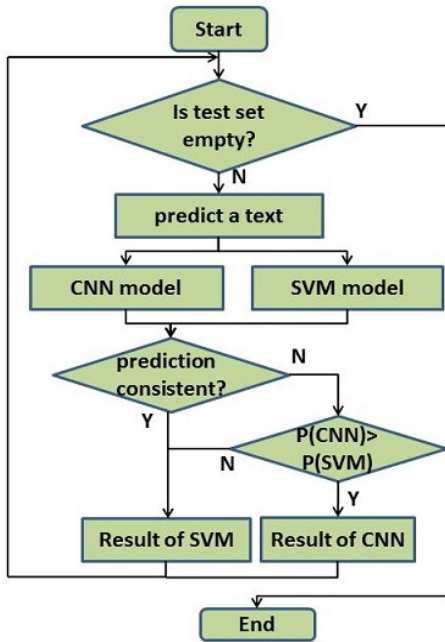 Start
Is test set
empty?
Y
N
predict a text
CNN model
SVM model
prediction
consistent?
N
Y
P(CNN)>
P(SVM)
N
Y
Result of SVM
Result of CNN
End